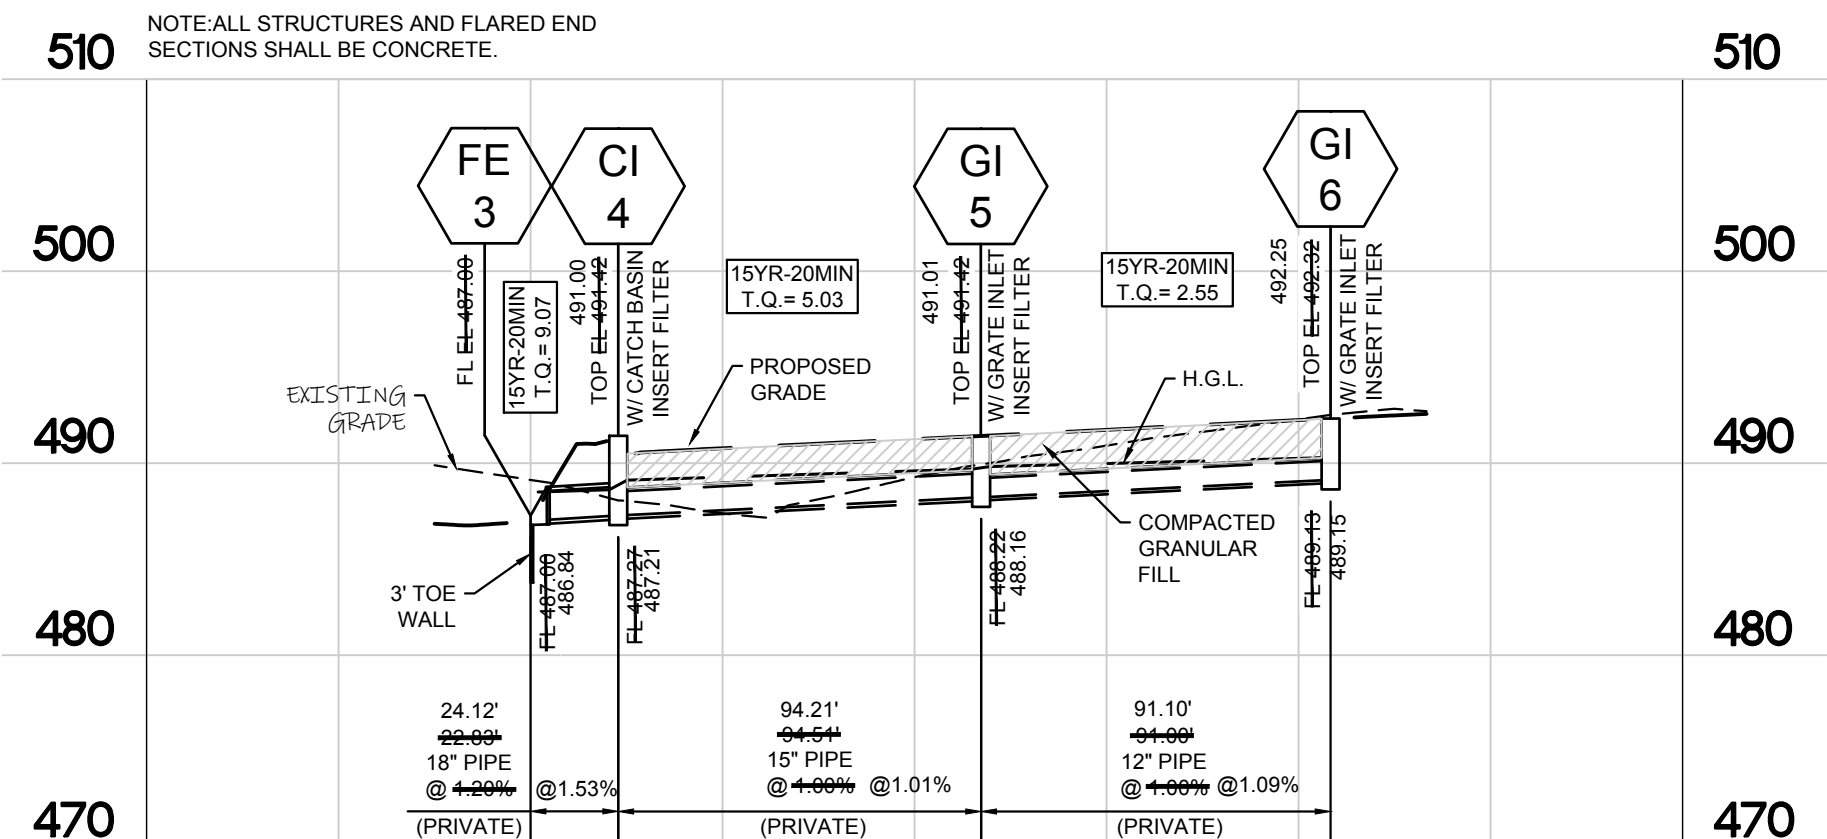 NOTE:ALL STRUCTURES AND FLARED END
SECTIONS SHALL BE CONCRETE.
510
510
FE
3
CI
4
GI
5
GI
6
500
500
FL EL 487.00
15YR-20MIN
T.Q.= 9.07
491.00
TOP EL 491.42
W/ CATCH BASIN
INSERT FILTER
15YR-20MIN
T.Q.= 5.03
491.01
TOP EL 491.42
W/ GRATE INLET
INSERT FILTER
15YR-20MIN
T.Q.= 2.55
492.25
TOP EL 492.32
W/ GRATE INLET
INSERT FILTER
EXISTING
GRADE
PROPOSED
GRADE
H.G.L.
490
490
3' TOE
WALL
FL 487.00
486.84
FL 487.27
487.21
FL 488.22
488.16
COMPACTED
GRANULAR
FILL
FL 489.13
489.15
480
480
24.12'
22.83'
18" PIPE
@ 1.20% @1.53%
(PRIVATE)
94.21'
94.51'
15" PIPE
@ 1.00% @1.01%
(PRIVATE)
91.10'
91.00'
12" PIPE
@ 1.00% @1.09%
(PRIVATE)
470
470